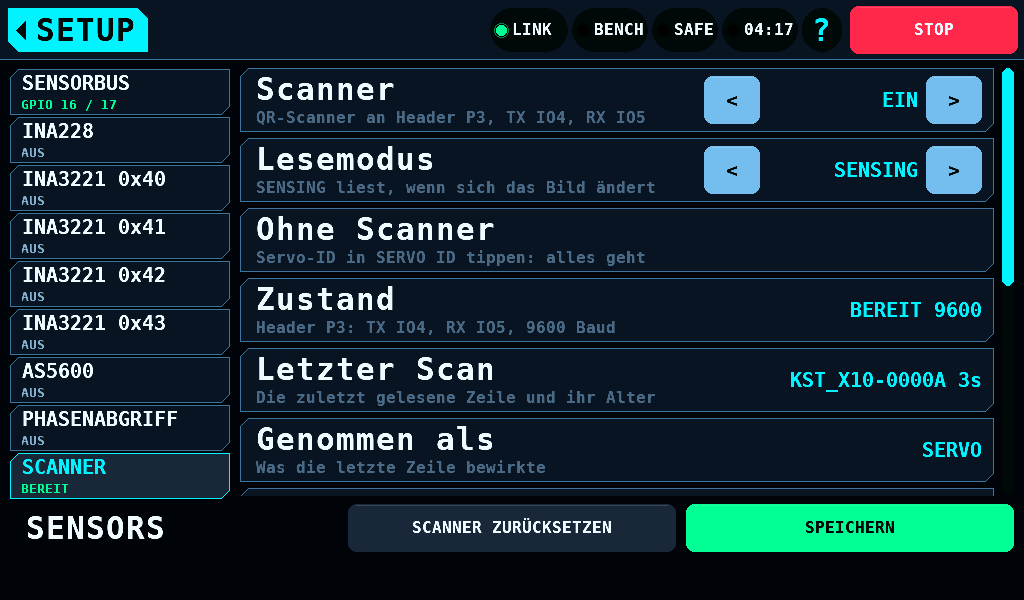 SETUP
LINK
BENCH
SAFE
04:17
?
STOP
SENSORBUS
GPIO 16 / 17
INA228
AUS
INA3221 0x40
AUS
INA3221 0x41
AUS
INA3221 0x42
AUS
INA3221 0x43
AUS
AS5600
AUS
PHASENABGRIFF
AUS
SCANNER
BEREIT
Scanner
QR-Scanner an Header P3, TX IO4, RX IO5
< EIN >
Lesemodus
SENSING liest, wenn sich das Bild ändert
< SENSING >
Ohne Scanner
Servo-ID in SERVO ID tippen: alles geht
Zustand
Header P3: TX IO4, RX IO5, 9600 Baud
BEREIT 9600
Letzter Scan
Die zuletzt gelesene Zeile und ihr Alter
KST_X10-0000A 3s
Genommen als
Was die letzte Zeile bewirkte
SERVO
SENSORS
SCANNER ZURÜCKSETZEN
SPEICHERN